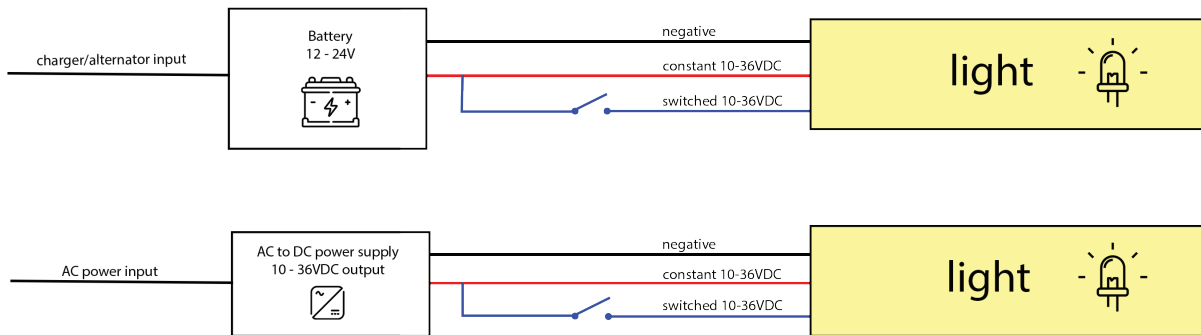 Battery
12 - 24V
charger/alternator input
negative
constant 10-36VDC
switched 10-36VDC
light
AC to DC power supply
10 - 36VDC output
AC power input
negative
constant 10-36VDC
switched 10-36VDC
light